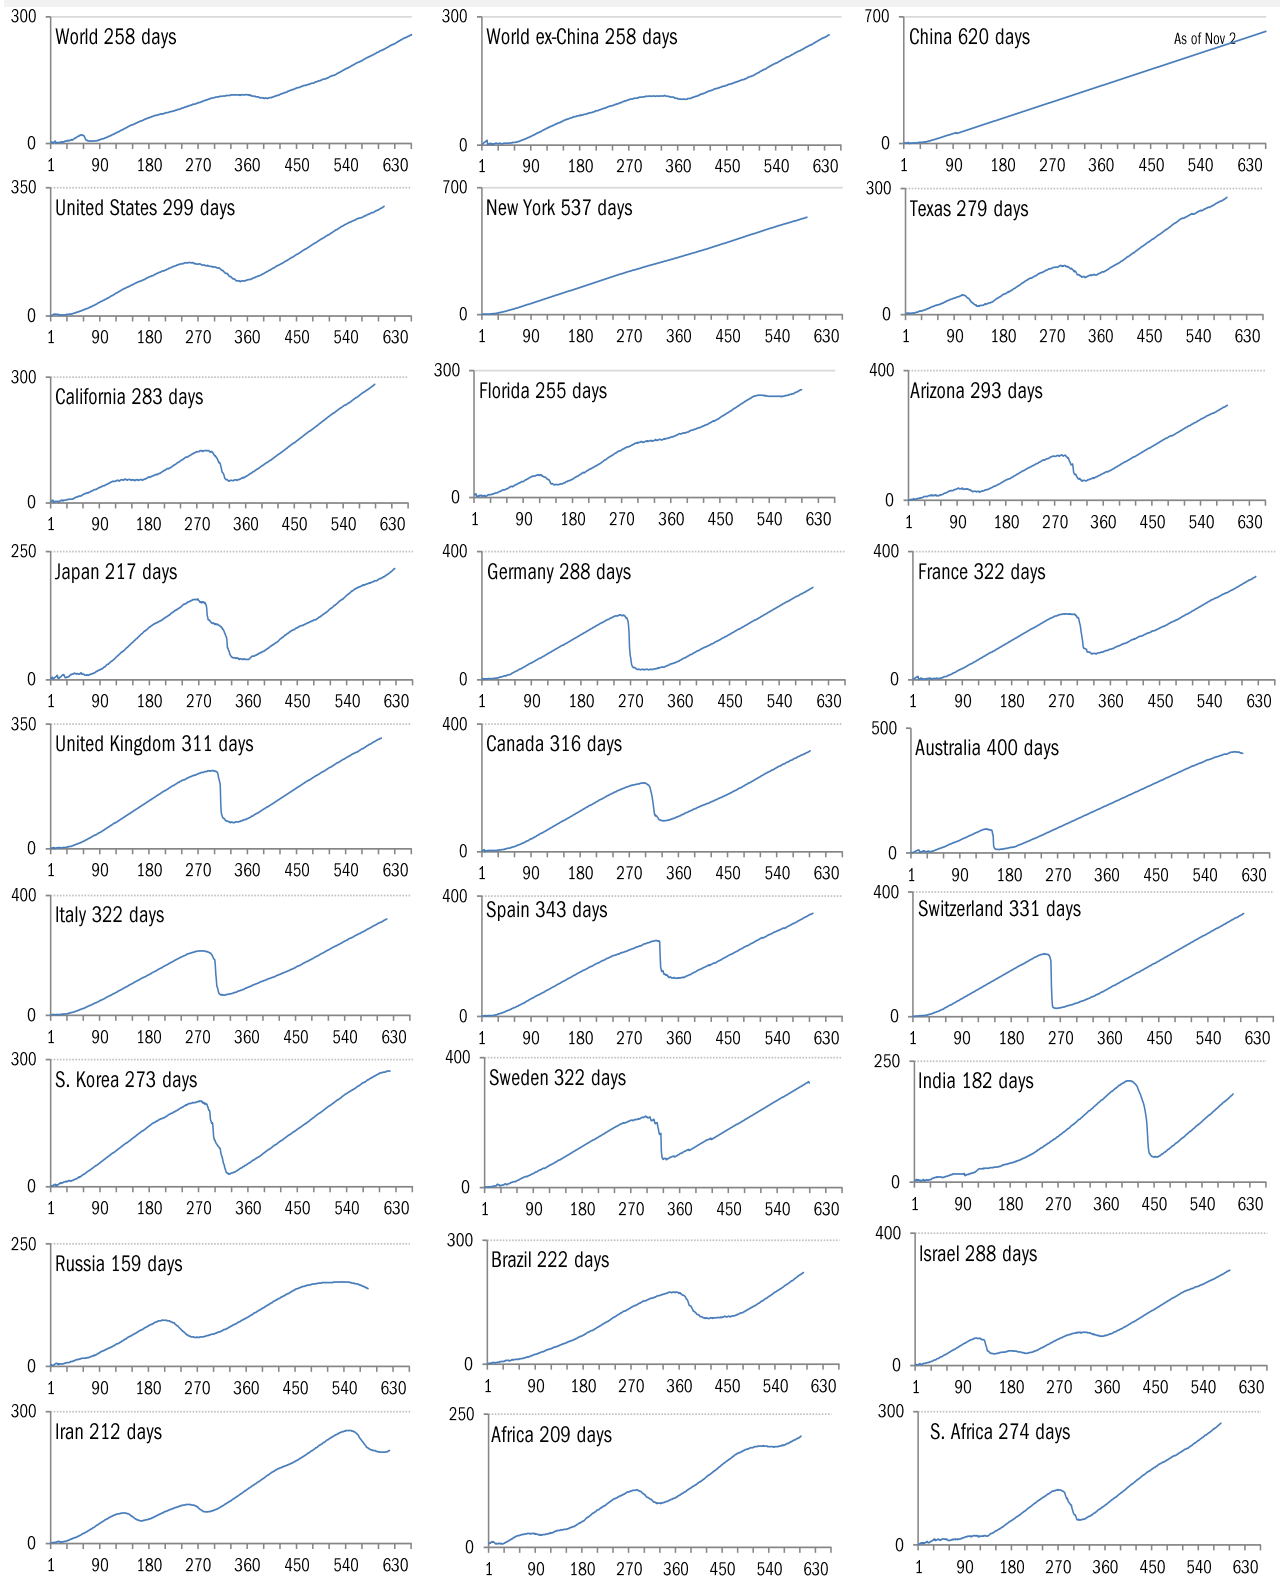 300
World 258 days
0
1 90 180 270 360 450 540 630
300
World ex-China 258 days
0
1 90 180 270 360 450 540 630
700
China 620 days
As of Nov 2
0
1 90 180 270 360 450 540 630
350
United States 299 days
0
1 90 180 270 360 450 540 630
700
New York 537 days
0
1 90 180 270 360 450 540 630
300
Texas 279 days
0
1 90 180 270 360 450 540 630
300
California 283 days
0
1 90 180 270 360 450 540 630
300
Florida 255 days
0
1 90 180 270 360 450 540 630
400
Arizona 293 days
0
1 90 180 270 360 450 540 630
250
Japan 217 days
0
1 90 180 270 360 450 540 630
400
Germany 288 days
0
1 90 180 270 360 450 540 630
400
France 322 days
0
1 90 180 270 360 450 540 630
350
United Kingdom 311 days
0
1 90 180 270 360 450 540 630
400
Canada 316 days
0
1 90 180 270 360 450 540 630
500
Australia 400 days
0
1 90 180 270 360 450 540 630
400
Italy 322 days
0
1 90 180 270 360 450 540 630
400
Spain 343 days
0
1 90 180 270 360 450 540 630
400
Switzerland 331 days
0
1 90 180 270 360 450 540 630
300
S. Korea 273 days
0
1 90 180 270 360 450 540 630
400
Sweden 322 days
0
1 90 180 270 360 450 540 630
250
India 182 days
0
1 90 180 270 360 450 540 630
250
Russia 159 days
0
1 90 180 270 360 450 540 630
300
Brazil 222 days
0
1 90 180 270 360 450 540 630
400
Israel 288 days
0
1 90 180 270 360 450 540 630
300
Iran 212 days
0
1 90 180 270 360 450 540 630
250
Africa 209 days
0
1 90 180 270 360 450 540 630
300
S. Africa 274 days
0
1 90 180 270 360 450 540 630